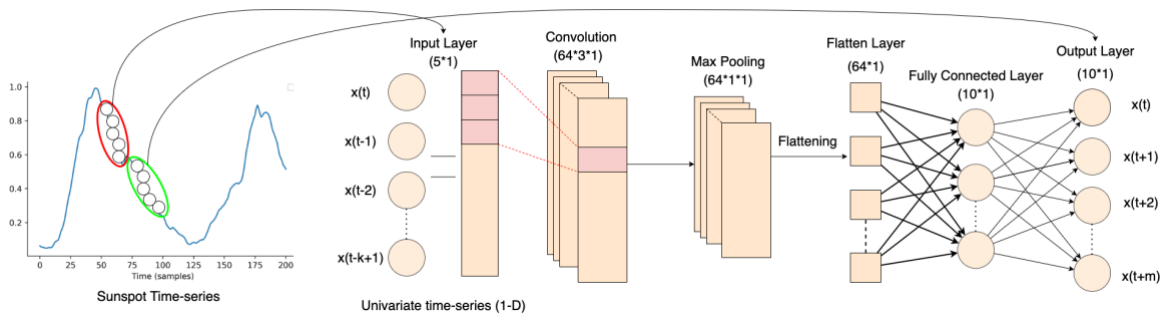 1.0
0.8
0.6
0.4
0.2
0
25
50
75
100
125
150
175
200
Time (samples)
Sunspot Time-series
Input Layer
(5*1)
x(t)
x(t-1)
x(t-2)
x(t-k+1)
Univariate time-series (1-D)
Convolution
(64*3*1)
Max Pooling
(64*1*1)
Flattening
Flatten Layer
(64*1)
Fully Connected Layer
(10*1)
Output Layer
(10*1)
x(t)
x(t+1)
x(t+2)
x(t+m)